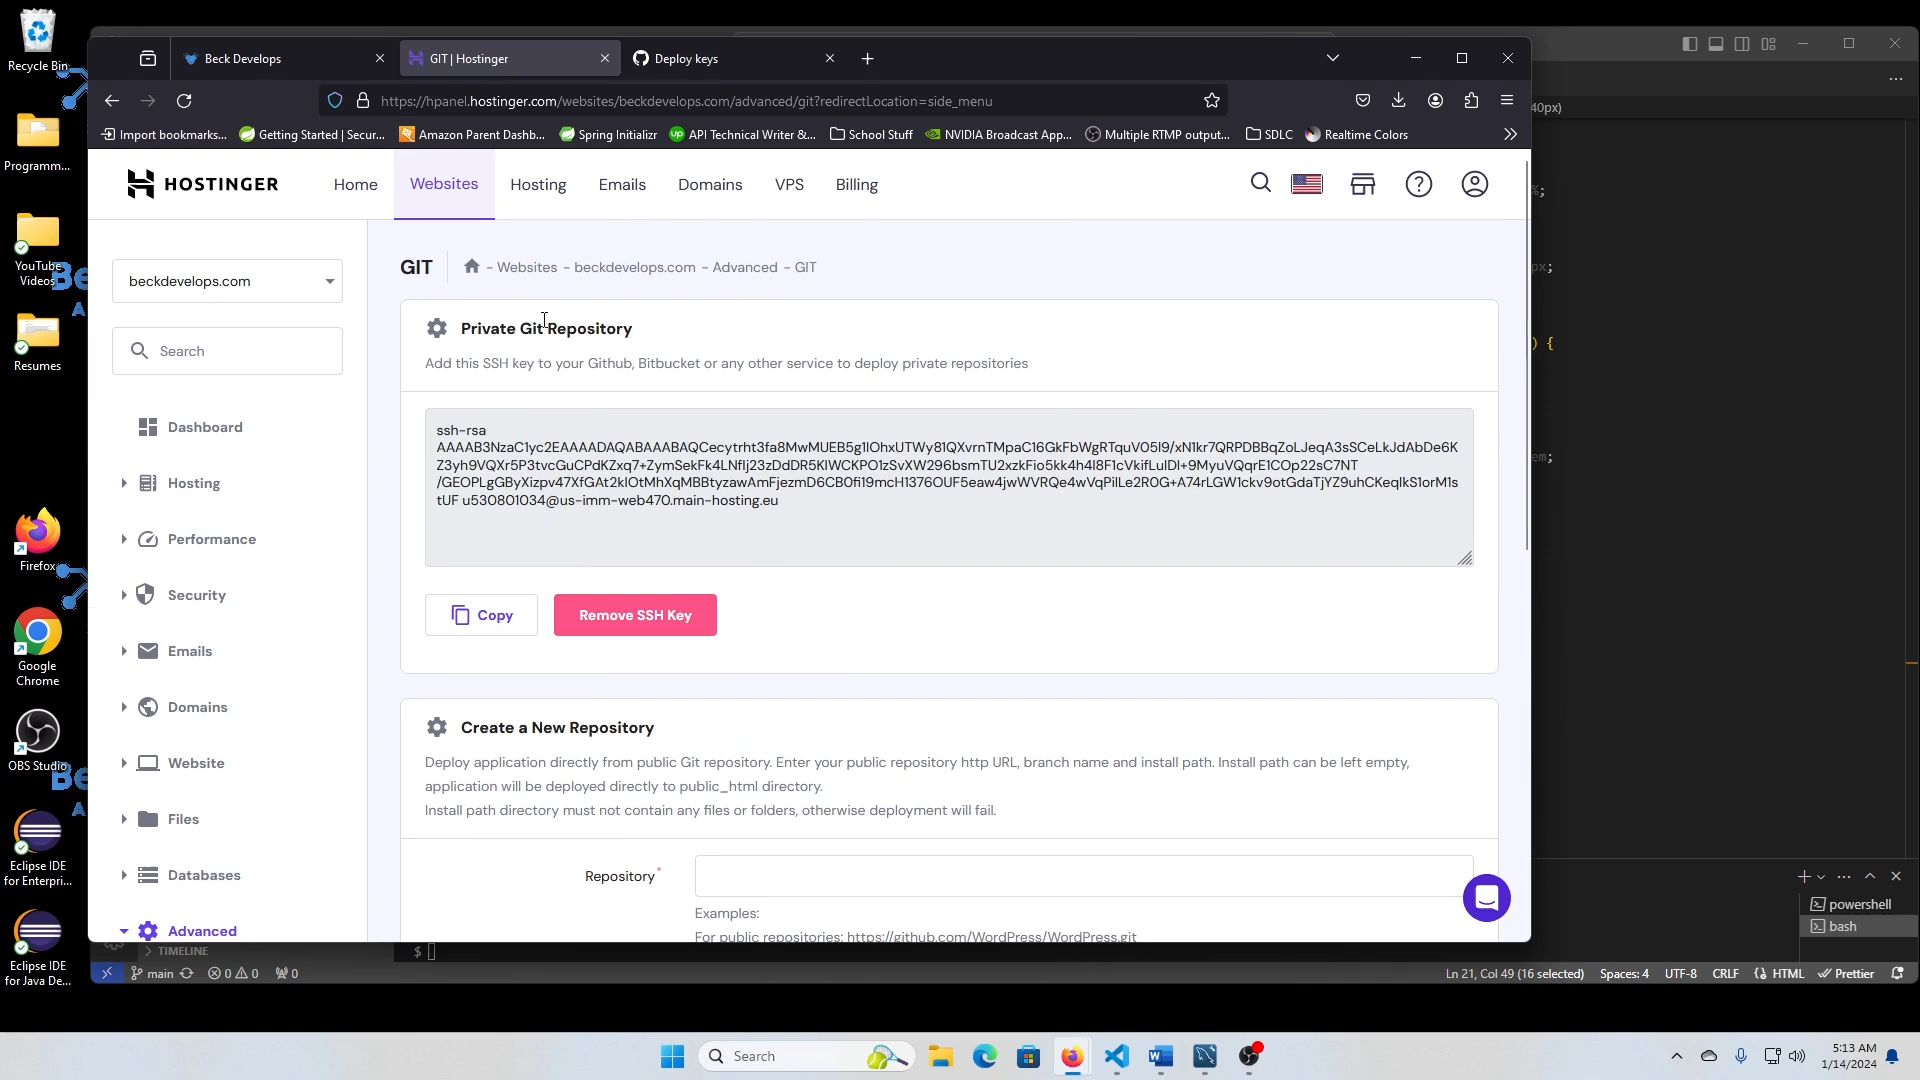 Recycle Bin
Programm...
YouTube
Videos
Resumes
Firefox
Google
Chrome
OBS Studio
Eclipse IDE
for Enterpri...
Eclipse IDE
for Java De...
Beck Develops
GIT | Hostinger
Deploy keys
https://hpanel.hostinger.com/websites/beckdevelops.com/advanced/git?redirectLocation=side_menu
Import bookmarks...
Getting Started | Secur...
Amazon Parent Dashb...
Spring Initializr
API Technical Writer &...
School Stuff
NVIDIA Broadcast App...
Multiple RTMP output...
SDLC
Realtime Colors
HOSTINGER
Home
Websites
Hosting
Emails
Domains
VPS
Billing
beckdevelops.com
Search
Dashboard
Hosting
Performance
Security
Emails
Domains
Website
Files
Databases
Advanced
GIT
- Websites - beckdevelops.com - Advanced - GIT
Private Git Repository
Add this SSH key to your Github, Bitbucket or any other service to deploy private repositories
ssh-rsa
tUF u530801034@us-imm-web470.main-hosting.eu
Copy
Remove SSH Key
Create a New Repository
Deploy application directly from public Git repository. Enter your public repository http URL, branch name and install path. Install path can be left empty,
application will be deployed directly to public_html directory.
Install path directory must not contain any files or folders, otherwise deployment will fail.
Repository*
Examples:
For public repositories: https://github.com/WordPress/WordPress.git
40px)
%;
px;
) {
em;
powershell
bash
TIMELINE
$
main
0 0
0
Ln 21, Col 49 (16 selected)
Spaces: 4
UTF-8
CRLF
HTML
Prettier
Search
5:13 AM
1/14/2024